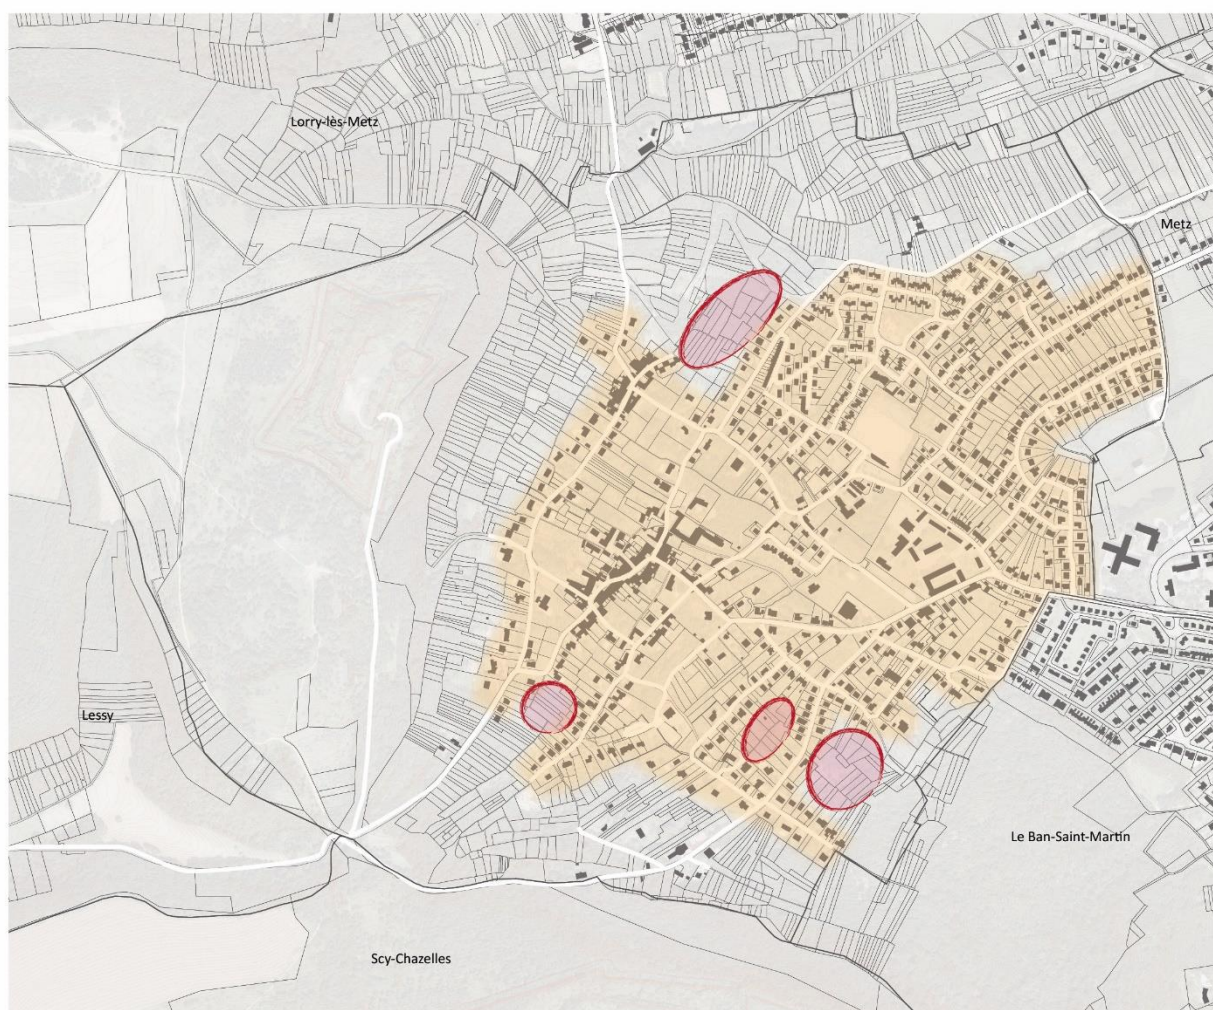 Lorry-lès-Metz
Metz
Lessy
Le Ban-Saint-Martin
Scy-Chazelles